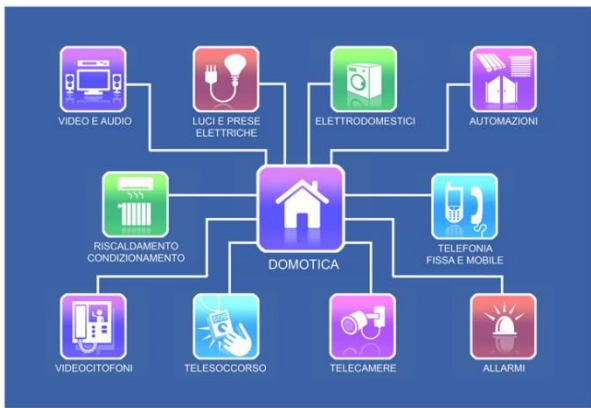 VIDEO E AUDIO
LUCI E PRESE
ELETTRICHE
ELETTRODOMESTICI
AUTOMAZIONI
RISCALDAMENTO
CONDIZIONAMENTO
DOMOTICA
TELEFONIA
FISSA E MOBILE
VIDEOCITOFONI
TELESOCCORSO
TELECAMERE
ALLARMI